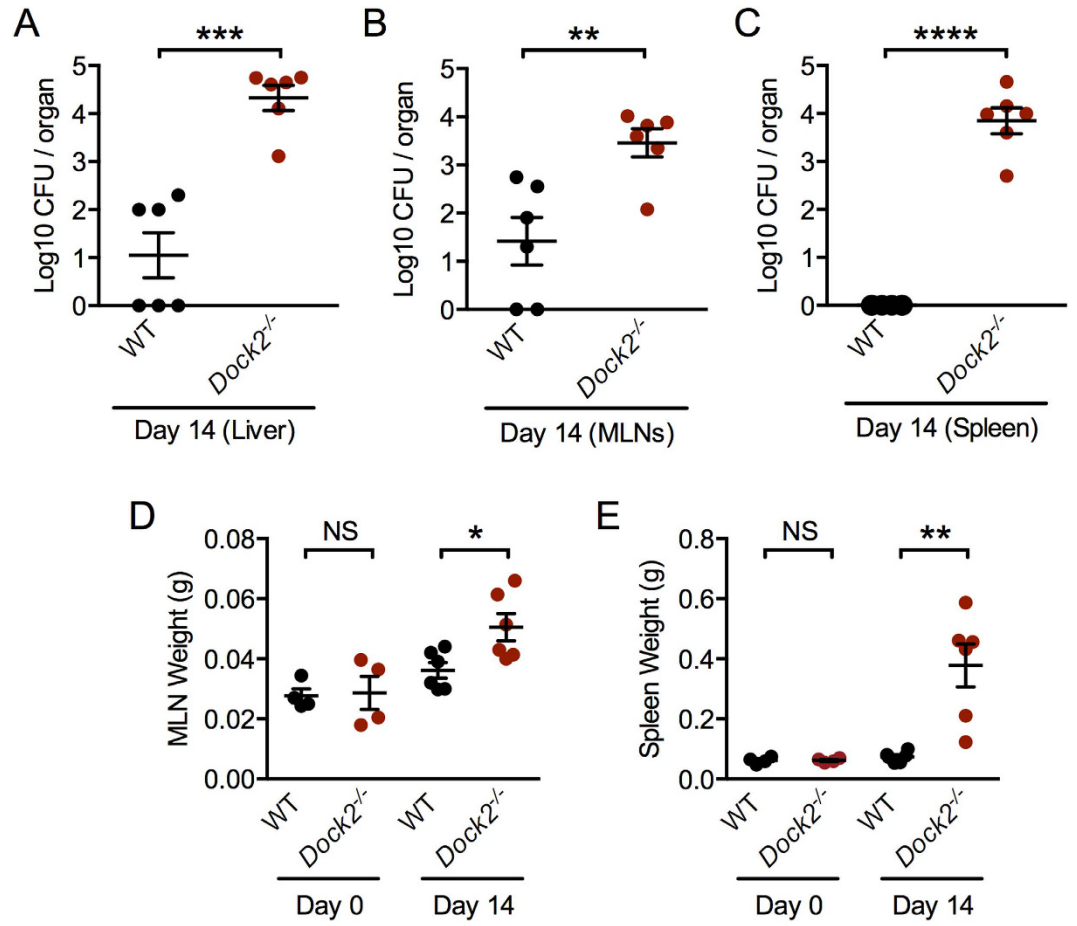 A
***
Log10 CFU / organ
5
4
3
2
1
0
WT
Dock2-/-
Day 14 (Liver)
B
**
Log10 CFU / organ
5
4
3
2
1
0
WT
Dock2-/-
Day 14 (MLNs)
C
****
Log10 CFU / organ
5
4
3
2
1
0
WT
Dock2-/-
Day 14 (Spleen)
D
NS
*
MLN Weight (g)
0.08
0.06
0.04
0.02
0.00
WT
Dock2-/-
WT
Dock2-/-
Day 0
Day 14
E
NS
**
Spleen Weight (g)
0.8
0.6
0.4
0.2
0.0
WT
Dock2-/-
WT
Dock2-/-
Day 0
Day 14